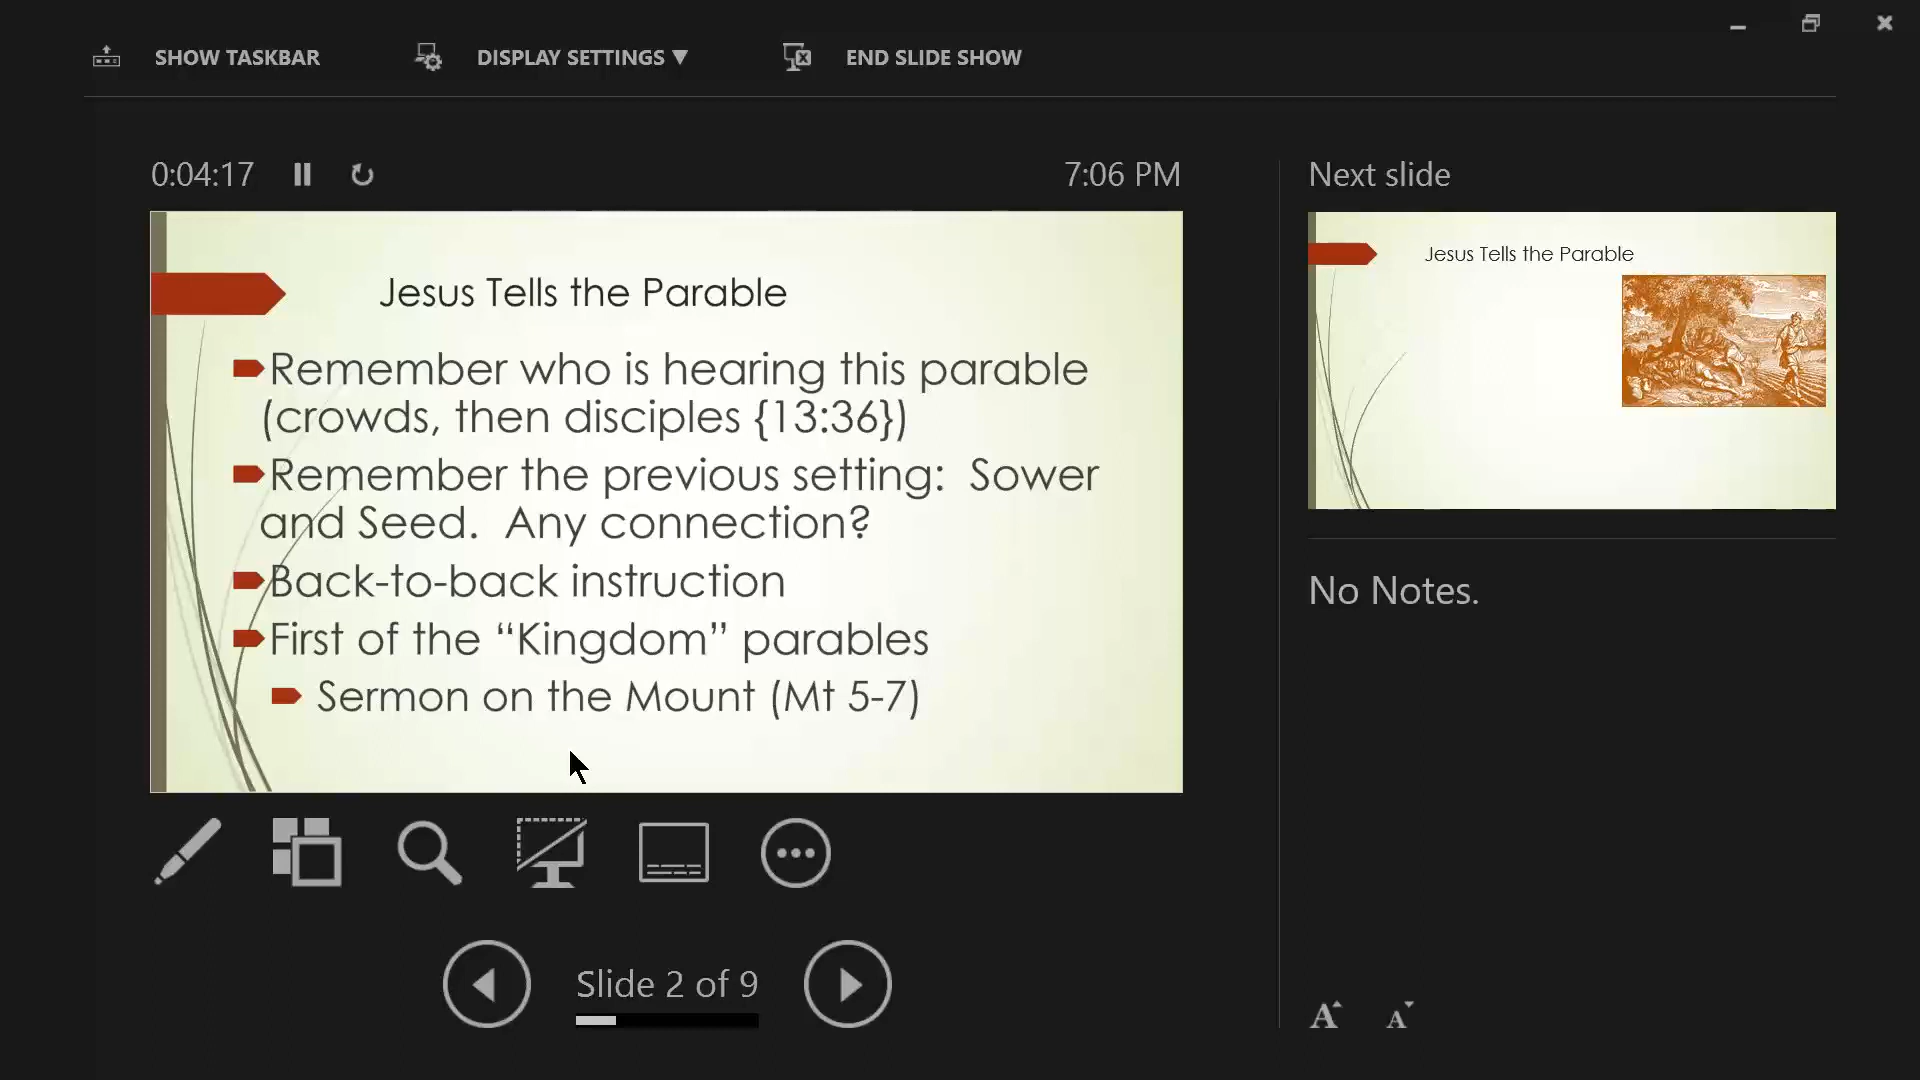 SHOW TASKBAR
DISPLAY SETTINGS ▼
END SLIDE SHOW
0:04:17
7:06 PM
Jesus Tells the Parable
Remember who is hearing this parable
(crowds, then disciples {13:36})
Remember the previous setting:  Sower
and Seed.  Any connection?
Back-to-back instruction
First of the “Kingdom” parables
Sermon on the Mount (Mt 5-7)
Slide 2 of 9
Next slide
Jesus Tells the Parable
No Notes.
A A